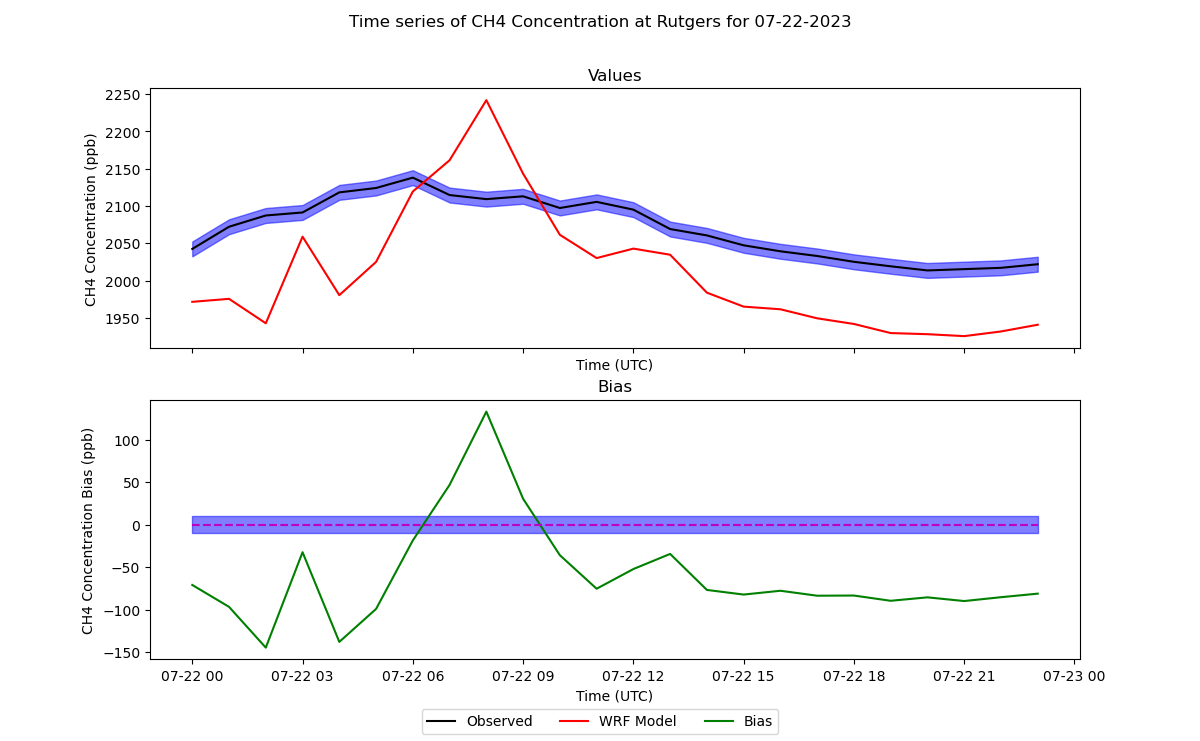 Time series of CH4 Concentration at Rutgers for 07-22-2023
Values
CH4 Concentration (ppb)
2250
2200
2150
2100
2050
2000
1950
Time (UTC)
Bias
CH4 Concentration Bias (ppb)
100
50
0
−50
−100
−150
07-22 00 07-22 03 07-22 06 07-22 09 07-22 12 07-22 15 07-22 18 07-22 21 07-23 00
Time (UTC)
Observed WRF Model Bias